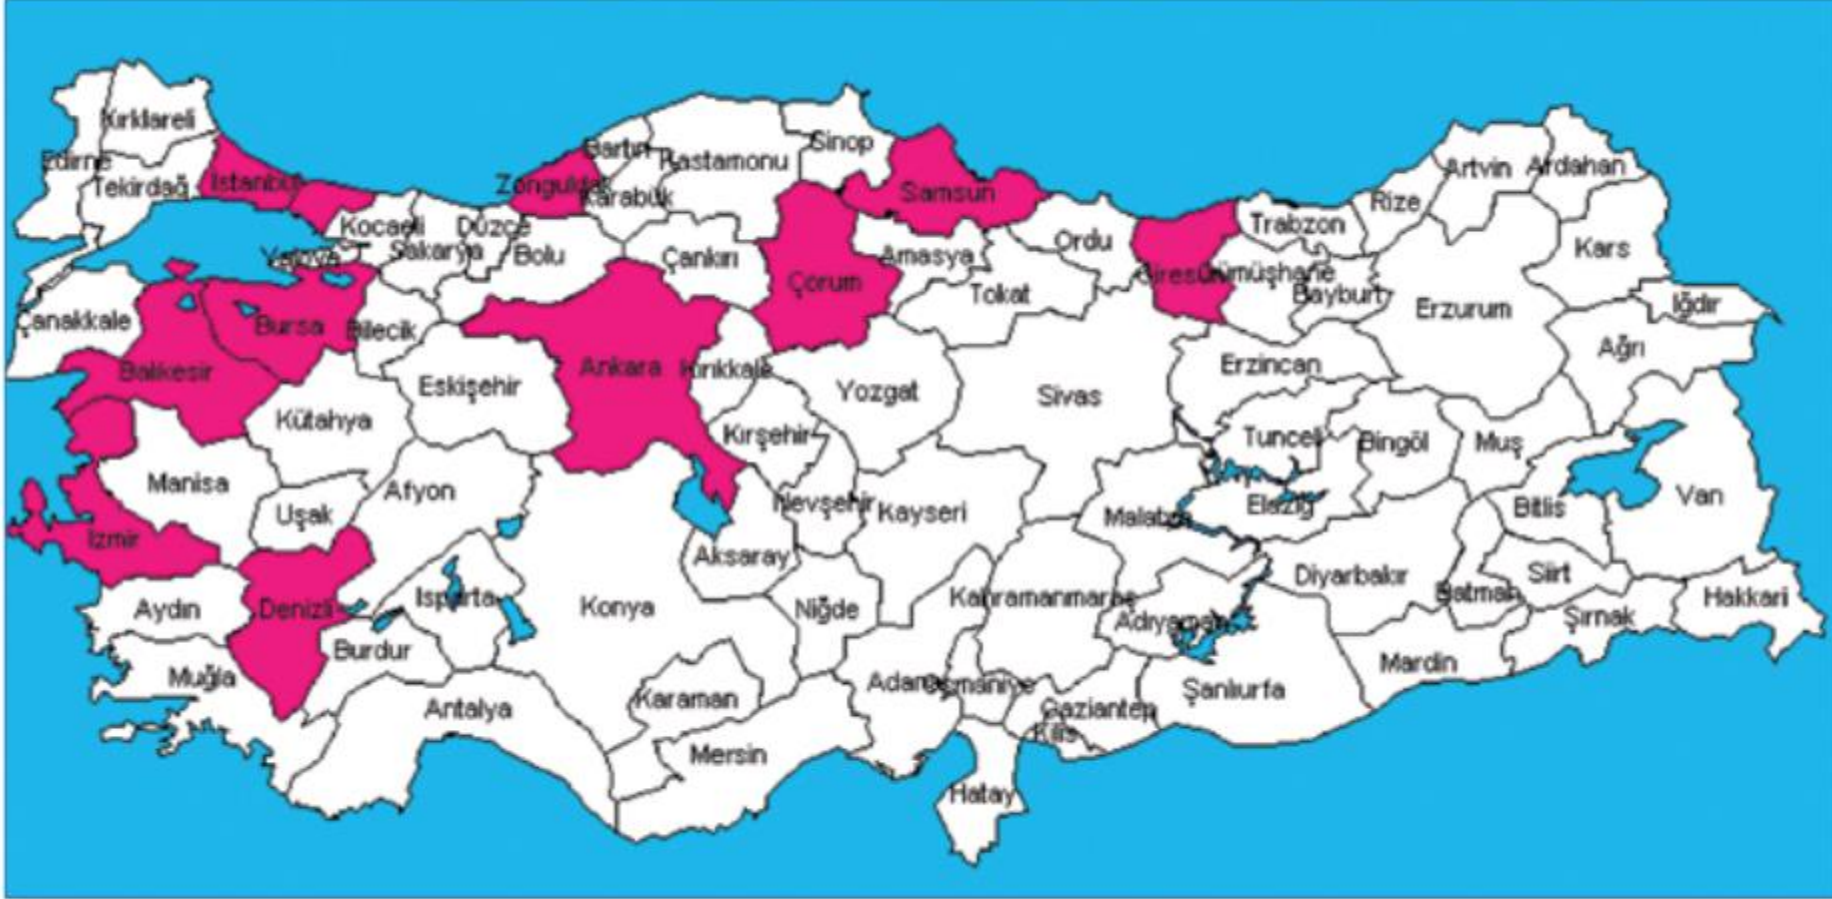 Kırklareli
Edirne
Tekirdağ
İstanbul
Kocaeli
Yalova
Sakarya
Düzce
Bolu
Zonguldak
Bartın
Karabük
Kastamonu
Sinop
Çankırı
Samsun
Amasya
Çorum
Tokat
Ordu
Giresun
Gümüşhane
Trabzon
Bayburt
Rize
Artvin
Ardahan
Kars
Iğdır
Ağrı
Erzurum
Erzincan
Çanakkale
Balıkesir
Bursa
Bilecik
Eskişehir
Kütahya
Ankara
Kırıkkale
Kırşehir
Yozgat
Sivas
Tunceli
Bingöl
Muş
Bitlis
Van
Manisa
Uşak
Afyon
İzmir
Aydın
Denizli
Muğla
Burdur
Isparta
Antalya
Konya
Aksaray
Nevşehir
Kayseri
Niğde
Karaman
Mersin
Adana
Osmaniye
Kahramanmaraş
Malatya
Elazığ
Adıyaman
Diyarbakır
Batman
Siirt
Şırnak
Hakkari
Mardin
Şanlıurfa
Gaziantep
Kilis
Hatay